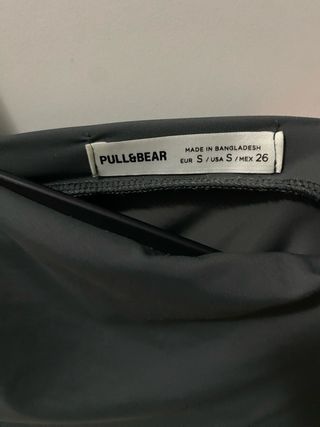 PULL&BEAR
MADE IN BANGLADESH
EUR S / USA S / MEX 26